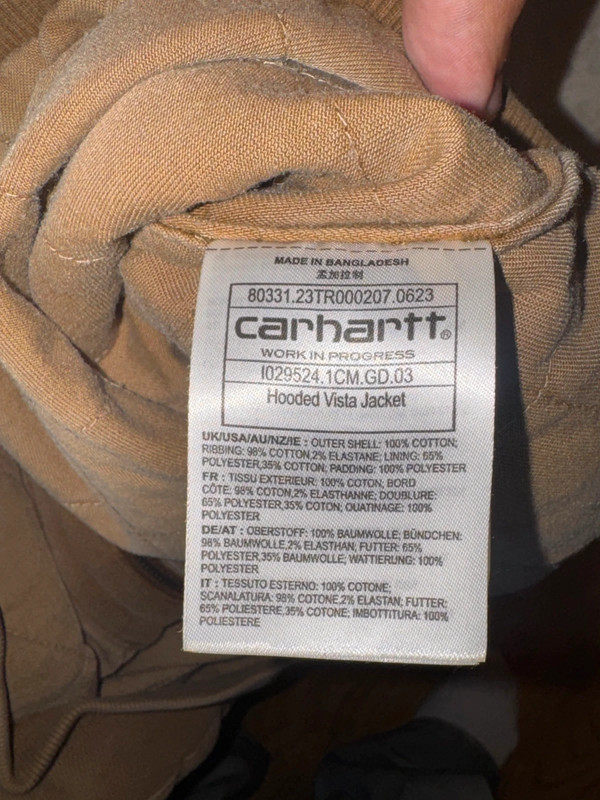 MADE IN BANGLADESH
孟加拉制
80331.23TR000207.0623
carhartt®
WORK IN PROGRESS
I029524.1CM.GD.03
Hooded Vista Jacket
UK/USA/AU/NZ/IE : OUTER SHELL: 100% COTTON;
RIBBING: 98% COTTON,2% ELASTANE; LINING: 65%
POLYESTER,35% COTTON; PADDING: 100% POLYESTER
FR : TISSU EXTERIEUR: 100% COTON; BORD
CÔTE: 98% COTON,2% ELASTHANNE; DOUBLURE:
65% POLYESTER,35% COTON; OUATINAGE: 100%
POLYESTER
DE/AT : OBERSTOFF: 100% BAUMWOLLE; BÜNDCHEN:
98% BAUMWOLLE,2% ELASTHAN; FUTTER: 65%
POLYESTER,35% BAUMWOLLE; WATTIERUNG: 100%
POLYESTER
IT : TESSUTO ESTERNO: 100% COTONE;
SCANALATURA: 98% COTONE,2% ELASTAN; FUTTER:
65% POLIESTERE,35% COTONE; IMBOTTITURA: 100%
POLIESTERE